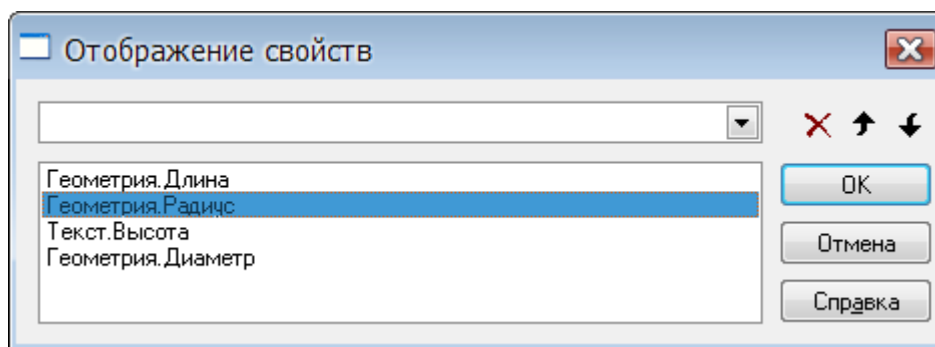 Отображение свойств
Геометрия.Длина
Геометрия.Радиус
Текст.Высота
Геометрия.Диаметр
OK
Отмена
Справка